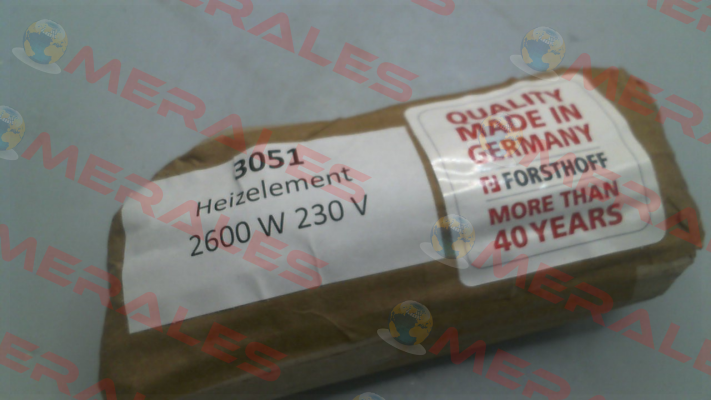 3051
Heizelement
2600 W 230 V
QUALITY
MADE IN
GERMANY
FORSTHOFF
MORE THAN
40 YEARS
MERALES
MERALES
MERALES
MERALES
MERALES